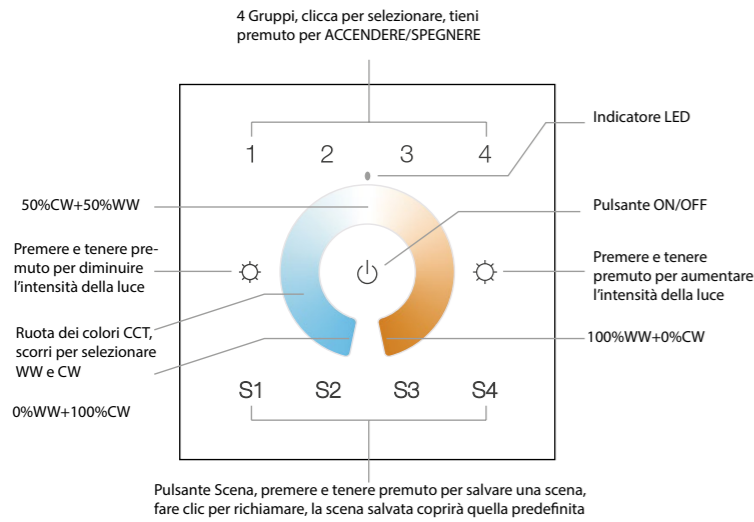 4 Gruppi, clicca per selezionare, tieni
premuto per ACCENDERE/SPEGNERE
Indicatore LED
1 2 3 4
50%CW+50%WW
Pulsante ON/OFF
Premere e tenere pre-
muto per diminuire
l'intensità della luce
Premere e tenere
premuto per aumentare
l'intensità della luce
Ruota dei colori CCT,
scorri per selezionare
WW e CW
100%WW+0%CW
0%WW+100%CW
S1 S2 S3 S4
Pulsante Scena, premere e tenere premuto per salvare una scena,
fare clic per richiamare, la scena salvata coprirà quella predefinita